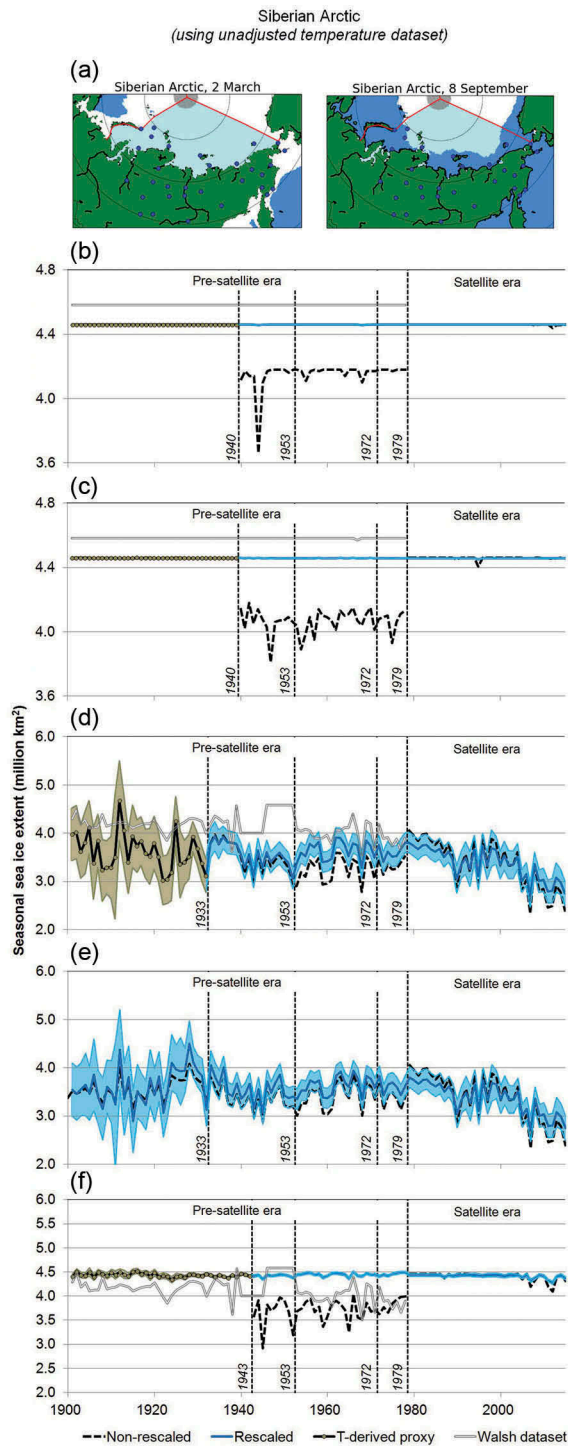 Siberian Arctic
(using unadjusted temperature dataset)
(a)
Siberian Arctic, 2 March
Siberian Arctic, 8 September
(b)
4.8
4.4
4.0
3.6
Pre-satellite era
Satellite era
1940
1953
1972
1979
(c)
4.8
4.4
4.0
3.6
Pre-satellite era
Satellite era
1940
1953
1972
1979
Seasonal sea ice extent (million km²)
(d)
6.0
5.0
4.0
3.0
2.0
Pre-satellite era
Satellite era
1933
1953
1972
1979
(e)
6.0
5.0
4.0
3.0
2.0
Pre-satellite era
Satellite era
1933
1953
1972
1979
(f)
6.0
5.5
5.0
4.5
4.0
3.5
3.0
2.5
2.0
Pre-satellite era
Satellite era
1943
1953
1972
1979
1900
1920
1940
1960
1980
2000
Non-rescaled
Rescaled
T-derived proxy
Walsh dataset